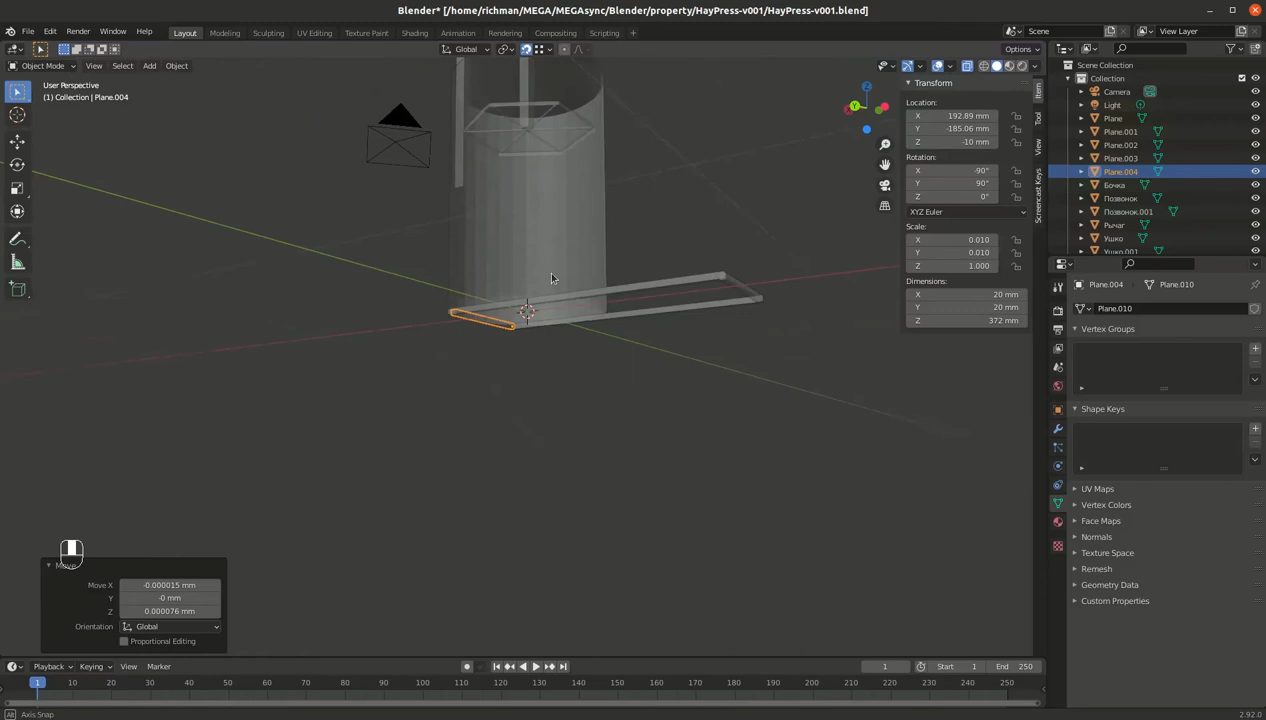 Blender* [/home/richman/MEGA/MEGAsync/Blender/property/HayPress-v001/HayPress-v001.blend]
File Edit Render Window Help Layout Modeling Sculpting UV Editing Texture Paint Shading Animation Rendering Compositing Scripting Scene View Layer
Global Options
Object Mode View Select Add Object
User Perspective
(1) Collection | Plane.004
Transform
Location:
X 192.89 mm
Y -185.06 mm
Z -10 mm
Rotation:
X -90°
Y 90°
Z 0°
XYZ Euler
Scale:
X 0.010
Y 0.010
Z 1.000
Dimensions:
X 20 mm
Y 20 mm
Z 372 mm
Item
Tool
View
Screencast Keys
Scene Collection
Collection
Camera
Light
Plane
Plane.001
Plane.002
Plane.003
Plane.004
Бочка
Позвонок
Позвонок.001
Рычаг
Ушко
Ушко.001
Plane.004 Plane.010
Plane.010
Vertex Groups
Shape Keys
UV Maps
Vertex Colors
Face Maps
Normals
Texture Space
Remesh
Geometry Data
Custom Properties
Move
Move X -0.000015 mm
Y -0 mm
Z 0.000076 mm
Orientation Global
Proportional Editing
Playback Keying View Marker 1 Start 1 End 250
1 10 20 30 40 50 60 70 80 90 100 110 120 130 140 150 160 170 180 190 200 210 220 230 240 250
Alt Axis Snap 2.92.0